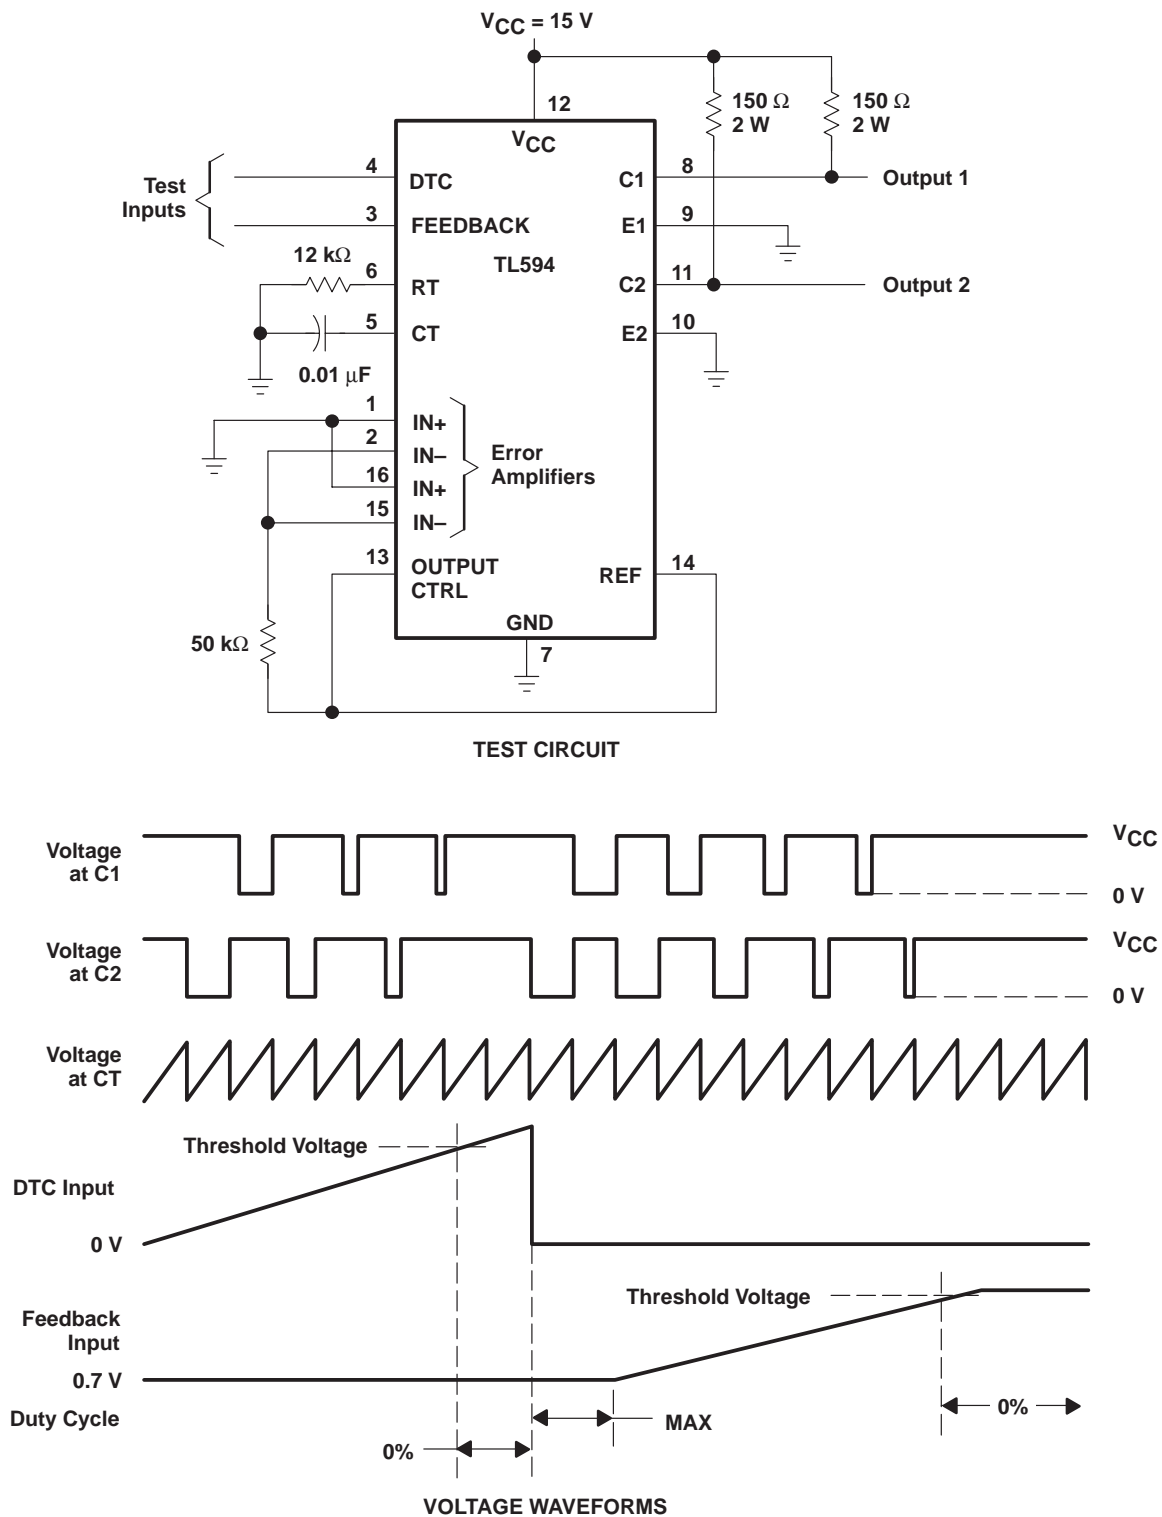 VCC = 15 V
12
150 Ω
2 W
150 Ω
2 W
VCC
Test
Inputs
4
DTC
C1
8
Output 1
3
FEEDBACK
E1
9
12 kΩ
TL594
6
RT
C2
11
Output 2
5
CT
E2
10
0.01 μF
1
IN+
2
IN–
Error
Amplifiers
16
IN+
15
IN–
13
OUTPUT
CTRL
REF
14
GND
50 kΩ
7
TEST CIRCUIT
Voltage
at C1
VCC
0 V
Voltage
at C2
VCC
0 V
Voltage
at CT
Threshold Voltage
DTC Input
0 V
Threshold Voltage
Feedback
Input
0.7 V
Duty Cycle
MAX
0%
0%
VOLTAGE WAVEFORMS